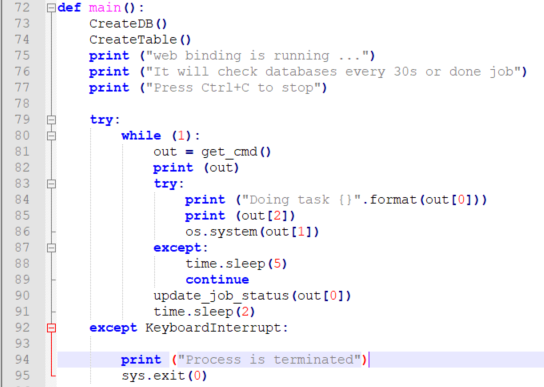 72 def main():
73     CreateDB()
74     CreateTable()
75     print ("web binding is running ...")
76     print ("It will check databases every 30s or done job")
77     print ("Press Ctrl+C to stop")
78
79     try:
80         while (1):
81             out = get_cmd()
82             print (out)
83             try:
84                 print ("Doing task {}".format(out[0]))
85                 print (out[2])
86                 os.system(out[1])
87             except:
88                 time.sleep(5)
89                 continue
90             update_job_status(out[0])
91             time.sleep(2)
92     except KeyboardInterrupt:
93
94         print ("Process is terminated")
95         sys.exit(0)